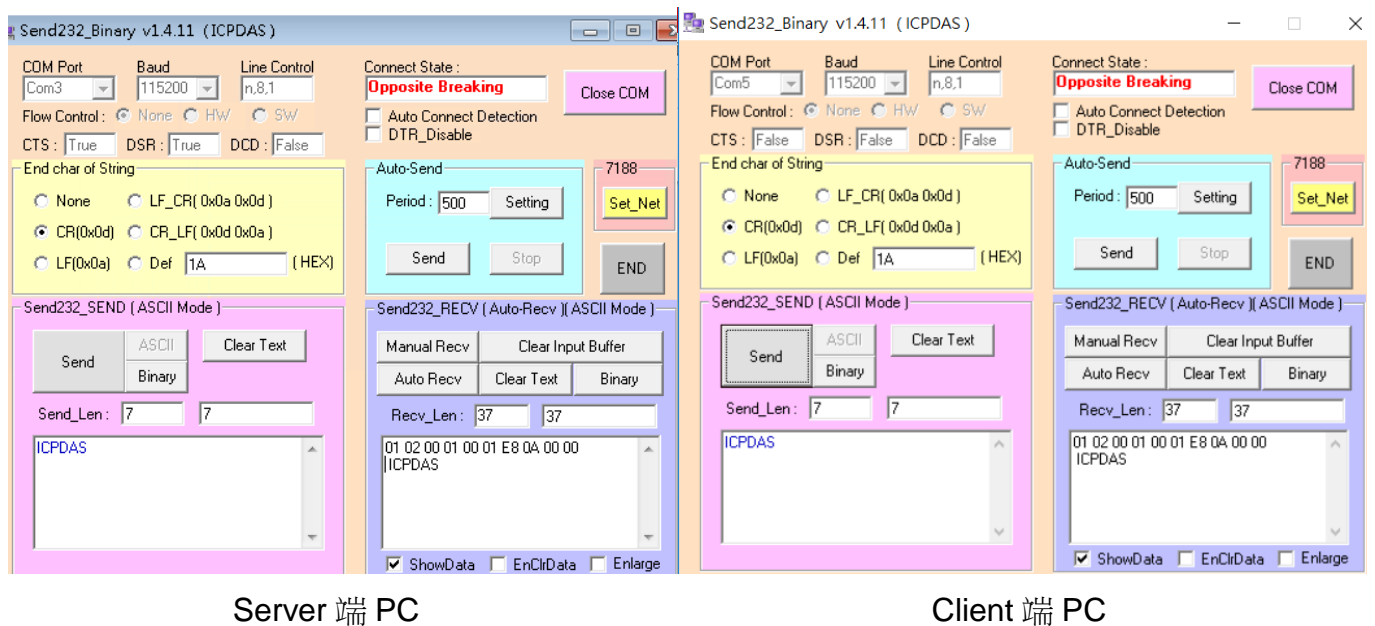 Send232_Binary v1.4.11 (ICPDAS)
COM Port Baud Line Control
Com3 115200 n,8,1
Flow Control : None HW SW
CTS : True DSR : True DCD : False
Connect State :
Opposite Breaking
Close COM
Auto Connect Detection
DTR_Disable
End char of String
None LF_CR( 0x0a 0x0d )
CR(0x0d) CR_LF( 0x0d 0x0a )
LF(0x0a) Def 1A (HEX)
Auto-Send
Period : 500 Setting
Send Stop
7188
Set_Net
END
Send232_SEND ( ASCII Mode )
Send ASCII Clear Text
Binary
Send_Len : 7 7
ICPDAS
Send232_RECV ( Auto-Recv )( ASCII Mode )
Manual Recv Clear Input Buffer
Auto Recv Clear Text Binary
Recv_Len : 37 37
01 02 00 01 00 01 E8 0A 00 00
ICPDAS
ShowData EnClrData Enlarge
Server 端 PC
Send232_Binary v1.4.11 (ICPDAS)
COM Port Baud Line Control
Com5 115200 n,8,1
Flow Control : None HW SW
CTS : False DSR : False DCD : False
Connect State :
Opposite Breaking
Close COM
Auto Connect Detection
DTR_Disable
End char of String
None LF_CR( 0x0a 0x0d )
CR(0x0d) CR_LF( 0x0d 0x0a )
LF(0x0a) Def 1A (HEX)
Auto-Send
Period : 500 Setting
Send Stop
7188
Set_Net
END
Send232_SEND ( ASCII Mode )
Send ASCII Clear Text
Binary
Send_Len : 7 7
ICPDAS
Send232_RECV ( Auto-Recv )( ASCII Mode )
Manual Recv Clear Input Buffer
Auto Recv Clear Text Binary
Recv_Len : 37 37
01 02 00 01 00 01 E8 0A 00 00
ICPDAS
ShowData EnClrData Enlarge
Client 端 PC